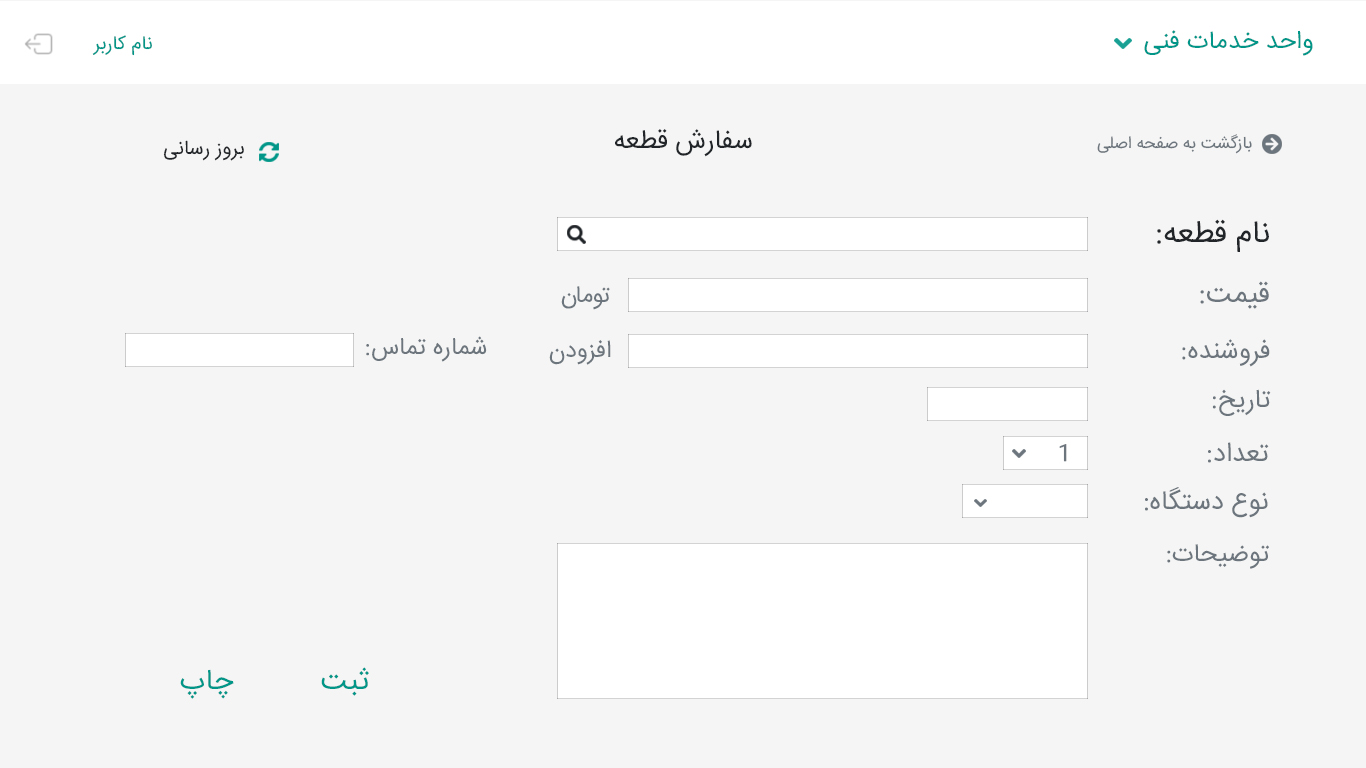 واحد خدمات فنی
نام کاربر
بازگشت به صفحه اصلی
سفارش قطعه
بروز رسانی
نام قطعه:
قیمت:
تومان
فروشنده:
افزودن
شماره تماس:
تاریخ:
تعداد:
1
نوع دستگاه:
توضیحات:
ثبت
چاپ